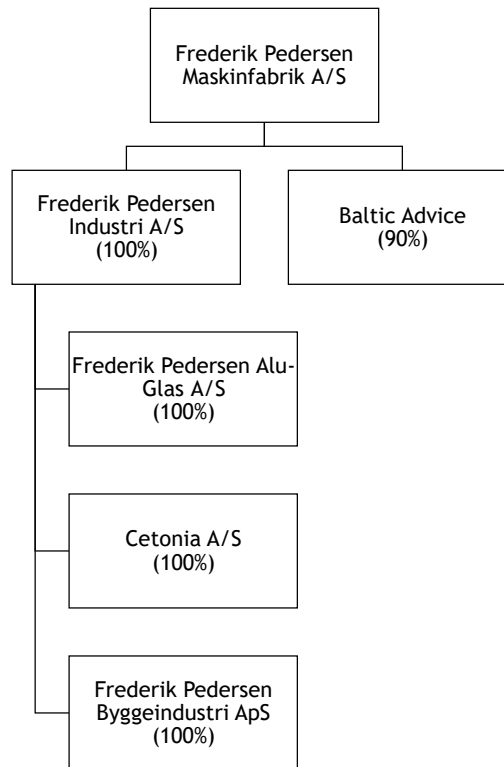 Frederik Pedersen
Maskinfabrik A/S
Frederik Pedersen
Industri A/S
(100%)
Baltic Advice
(90%)
Frederik Pedersen Alu-
Glas A/S
(100%)
Cetonia A/S
(100%)
Frederik Pedersen
Byggeindustri ApS
(100%)